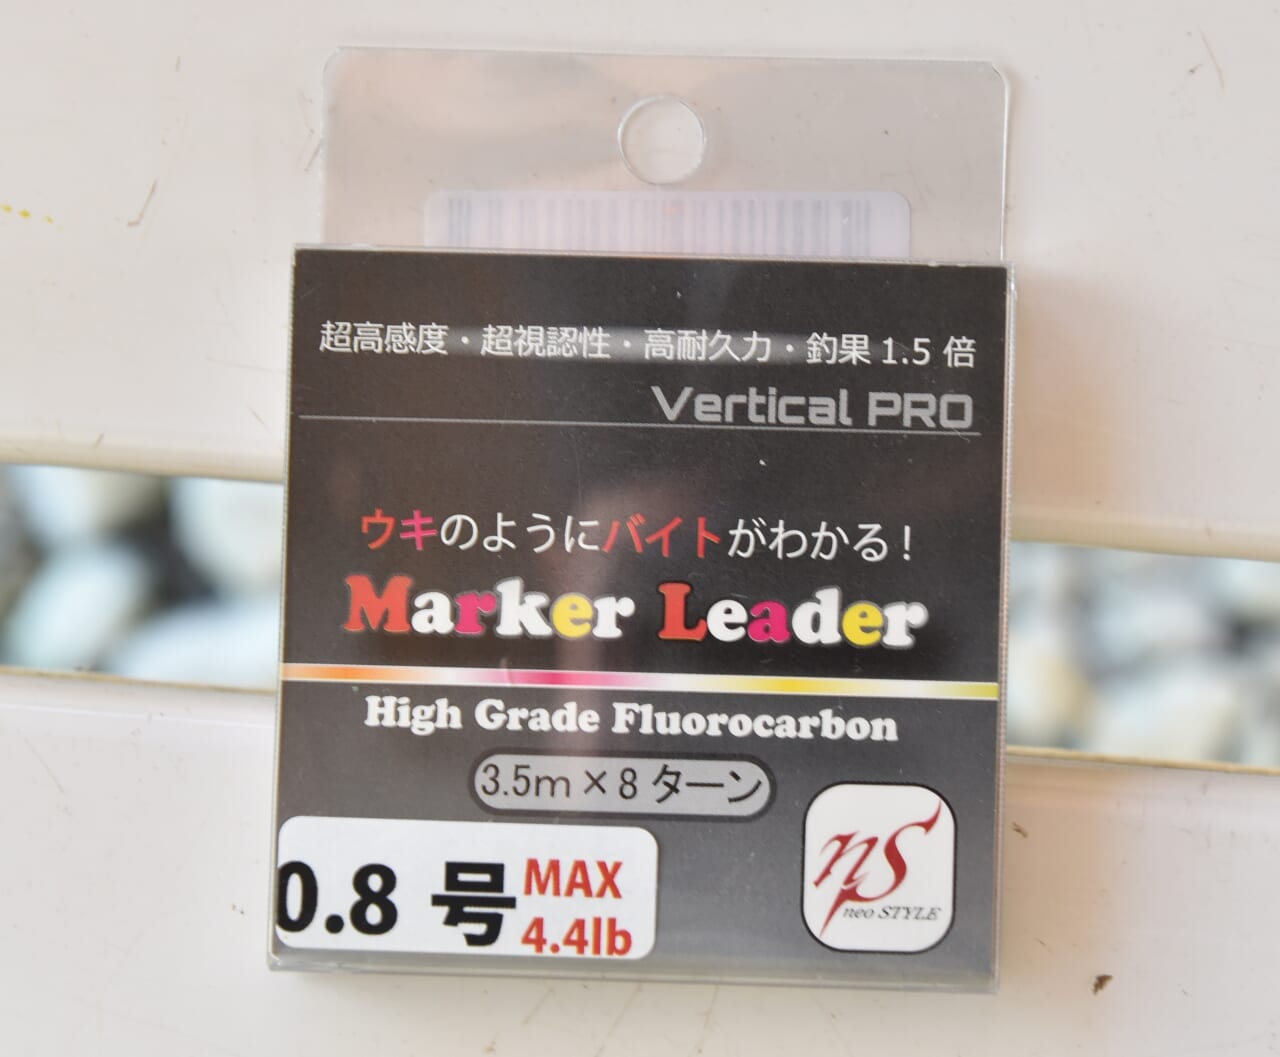 超高感度・超視認性・高耐久力・釣果1.5倍
Vertical PRO
ウキのようにバイトがわかる！
Marker Leader
High Grade Fluorocarbon
3.5m×8ターン
0.8号
MAX
4.4lb
ns
neo STYLE